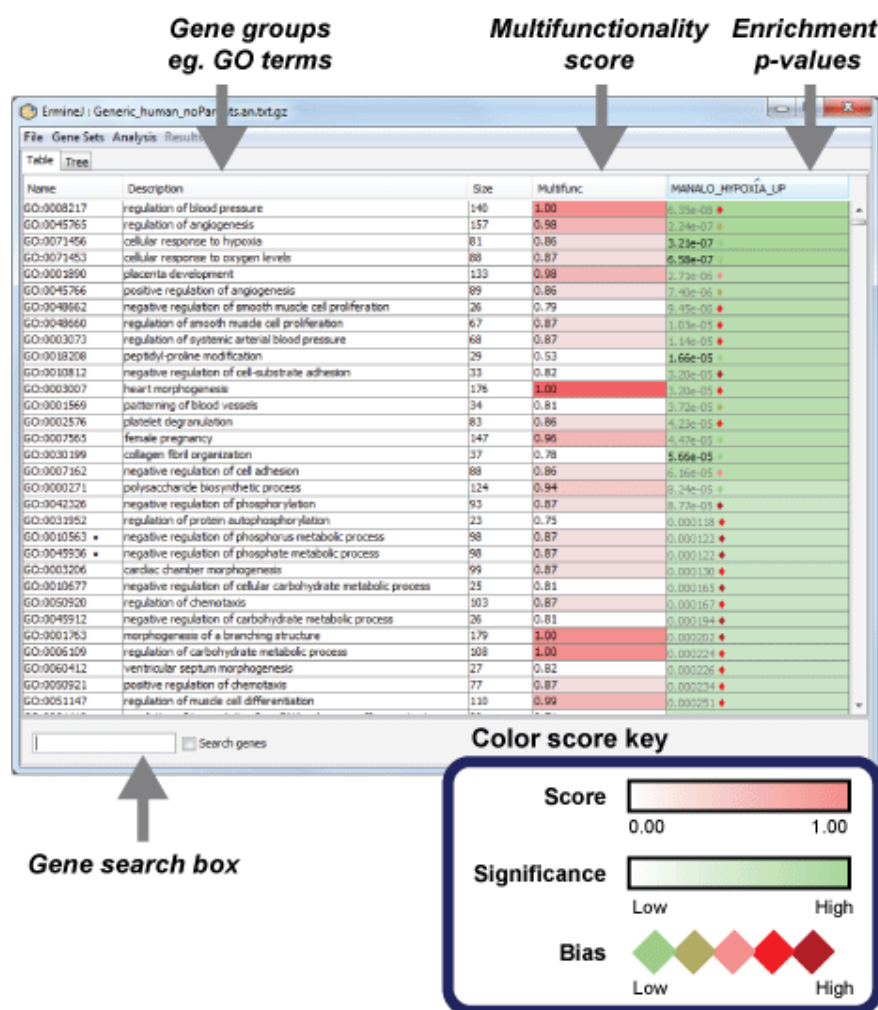 Gene groups
eg. GO terms
Multifunctionality
score
Enrichment
p-values
ErmineJ : Generic_human_noParents.an.txt.gz
File Gene Sets Analysis Results
Table Tree
Name Description Size Multifunc MANALO_HYPOXIA_UP
GO:0008217 regulation of blood pressure 140 1.00 6.35e-08
GO:0045765 regulation of angiogenesis 157 0.98 2.24e-07
GO:0071456 cellular response to hypoxia 81 0.86 3.21e-07
GO:0071453 cellular response to oxygen levels 88 0.87 6.58e-07
GO:0001890 placenta development 133 0.98 2.71e-06
GO:0045766 positive regulation of angiogenesis 89 0.86 7.40e-06
GO:0048662 negative regulation of smooth muscle cell proliferation 26 0.79 9.45e-06
GO:0048660 regulation of smooth muscle cell proliferation 67 0.87 1.03e-05
GO:0003073 regulation of systemic arterial blood pressure 68 0.87 1.14e-05
GO:0018208 peptidyl-proline modification 29 0.53 1.66e-05
GO:0010812 negative regulation of cell-substrate adhesion 33 0.82 3.20e-05
GO:0003007 heart morphogenesis 176 1.00 3.20e-05
GO:0001569 patterning of blood vessels 34 0.81 3.72e-05
GO:0002576 platelet degranulation 83 0.86 4.23e-05
GO:0007565 female pregnancy 147 0.96 4.47e-05
GO:0030199 collagen fibril organization 37 0.78 5.66e-05
GO:0007162 negative regulation of cell adhesion 88 0.86 6.16e-05
GO:0000271 polysaccharide biosynthetic process 124 0.94 8.24e-05
GO:0042326 negative regulation of phosphorylation 93 0.87 8.77e-05
GO:0031952 regulation of protein autophosphorylation 23 0.75 0.000118
GO:0010563 • negative regulation of phosphorus metabolic process 98 0.87 0.000122
GO:0045936 • negative regulation of phosphate metabolic process 98 0.87 0.000122
GO:0003206 cardiac chamber morphogenesis 99 0.87 0.000130
GO:0010677 negative regulation of cellular carbohydrate metabolic process 25 0.81 0.000165
GO:0050920 regulation of chemotaxis 103 0.87 0.000167
GO:0045912 negative regulation of carbohydrate metabolic process 26 0.81 0.000194
GO:0001763 morphogenesis of a branching structure 179 1.00 0.000202
GO:0006109 regulation of carbohydrate metabolic process 108 1.00 0.000224
GO:0060412 ventricular septum morphogenesis 27 0.82 0.000226
GO:0050921 positive regulation of chemotaxis 77 0.87 0.000234
GO:0051147 regulation of muscle cell differentiation 110 0.99 0.000251
Search genes
Gene search box
Color score key
Score
0.00 1.00
Significance
Low High
Bias
Low High